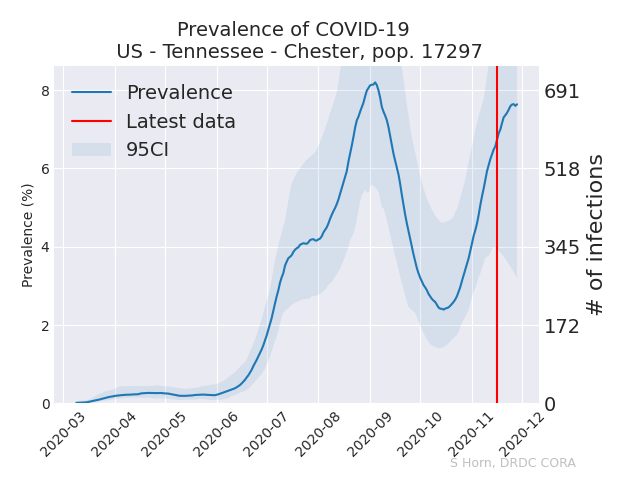 Prevalence of COVID-19
US - Tennessee - Chester, pop. 17297
Prevalence
Latest data
95CI
Prevalence (%)
8
6
4
2
0
691
518
345
172
0
# of infections
2020-03
2020-04
2020-05
2020-06
2020-07
2020-08
2020-09
2020-10
2020-11
2020-12
S Horn, DRDC CORA